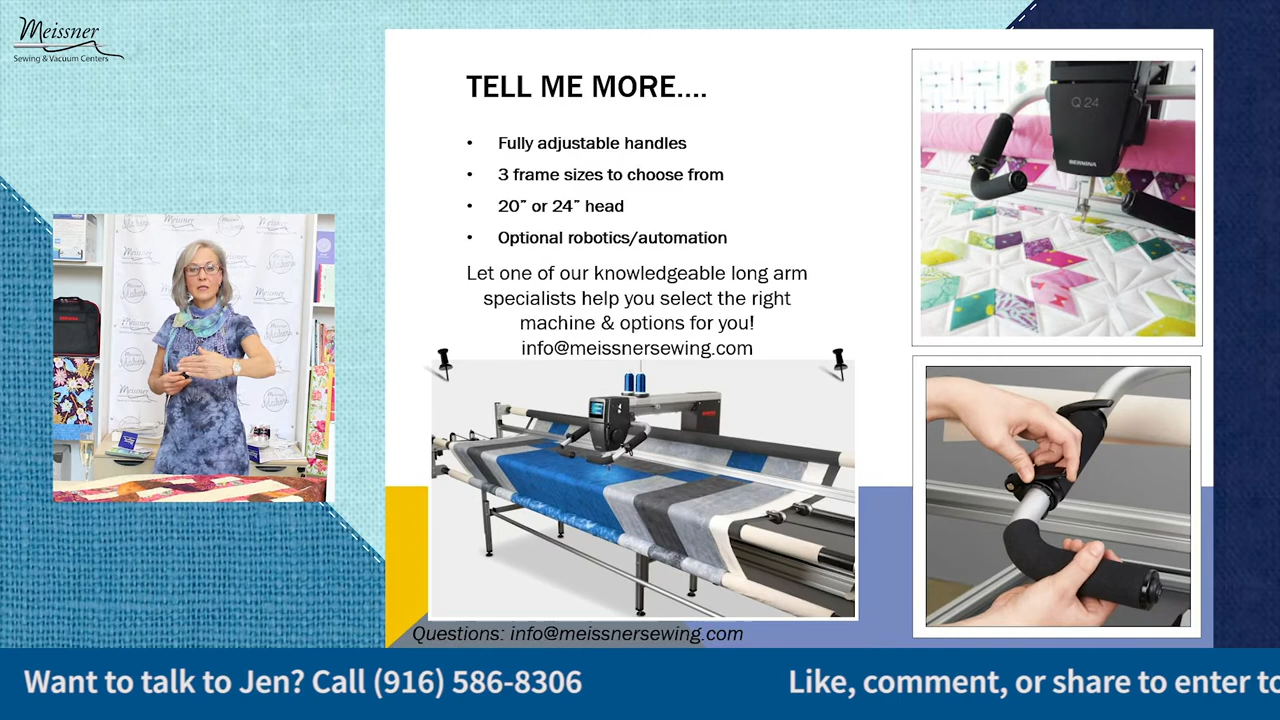 Meissner
Sewing & Vacuum Centers
TELL ME MORE....
• Fully adjustable handles
• 3 frame sizes to choose from
• 20” or 24” head
• Optional robotics/automation
Let one of our knowledgeable long arm
specialists help you select the right
machine & options for you!
info@meissnersewing.com
Q 24
BERNINA
Questions: info@meissnersewing.com
Want to talk to Jen? Call (916) 586-8306
Like, comment, or share to enter to